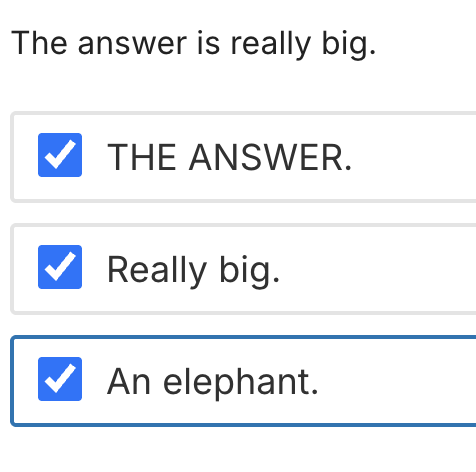 The answer is really big.
THE ANSWER.
Really big.
An elephant.